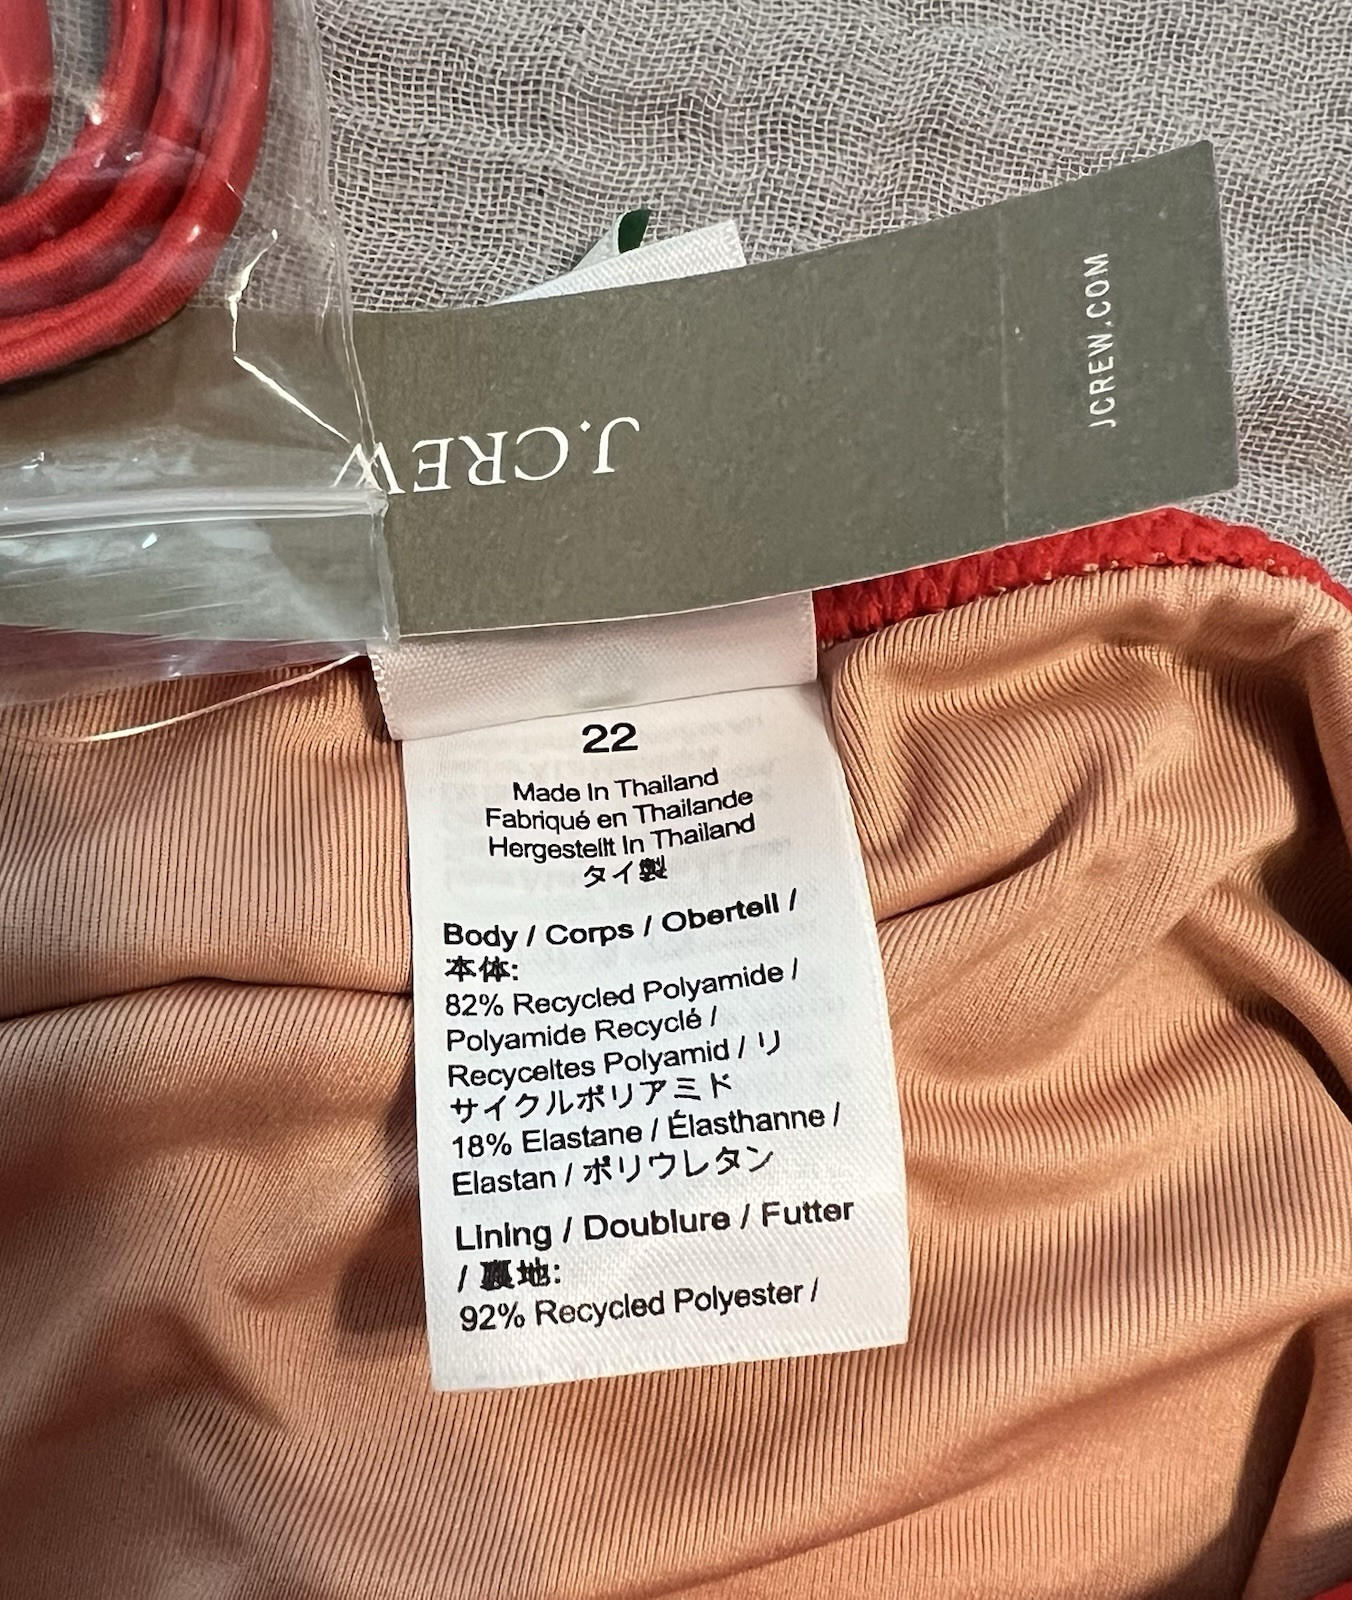 JCREW.COM
J.CREW
22
Made In Thailand
Fabriqué en Thaïlande
Hergestellt In Thailand
タイ製
Body / Corps / Oberteil /
本体:
82% Recycled Polyamide /
Polyamide Recyclé /
Recyceltes Polyamid / リ
サイクルポリアミド
18% Elastane / Élasthanne /
Elastan / ポリウレタン
Lining / Doublure / Futter
/ 裏地:
92% Recycled Polyester /